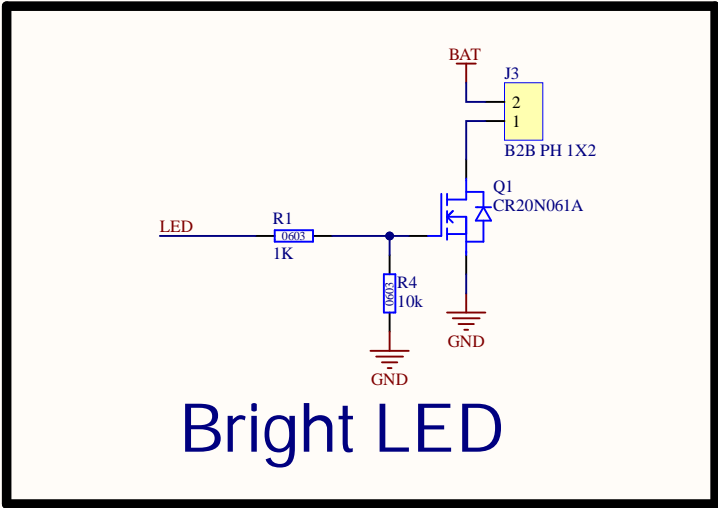 BAT
J3
2
1
B2B PH 1X2
Q1
CR20N061A
LED
R1
0603
1K
R4
0603
10k
GND
GND
Bright LED